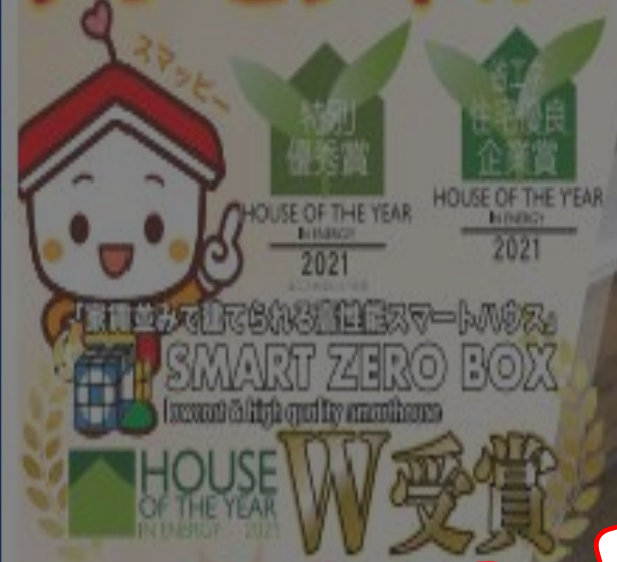 スマッピー
特別
優秀賞
HOUSE OF THE YEAR
IN ENERGY
2021
省エネ
住宅優良
企業賞
HOUSE OF THE YEAR
IN ENERGY
2021
「家賃並みで建てられる高性能スマートハウス」
SMART ZERO BOX
lowcost & high quality smarthouse
HOUSE
OF THE YEAR
IN ENERGY 2021
W受賞